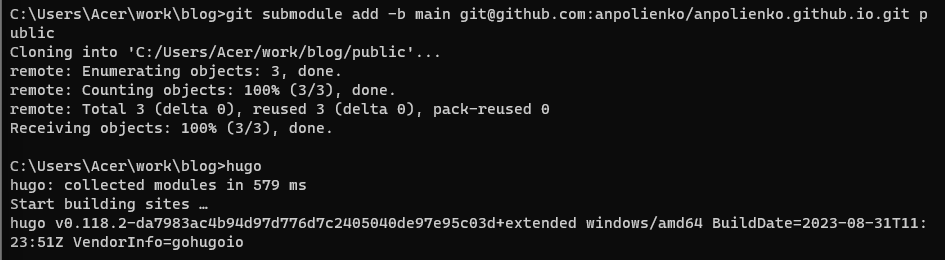 C:\Users\Acer\work\blog>git submodule add -b main git@github.com:anpolienko/anpolienko.github.io.git p
ublic
Cloning into 'C:/Users/Acer/work/blog/public'...
remote: Enumerating objects: 3, done.
remote: Counting objects: 100% (3/3), done.
remote: Total 3 (delta 0), reused 3 (delta 0), pack-reused 0
Receiving objects: 100% (3/3), done.
C:\Users\Acer\work\blog>hugo
hugo: collected modules in 579 ms
Start building sites …
hugo v0.118.2-da7983ac4b94d97d776d7c2405040de97e95c03d+extended windows/amd64 BuildDate=2023-08-31T11:
23:51Z VendorInfo=gohugoio